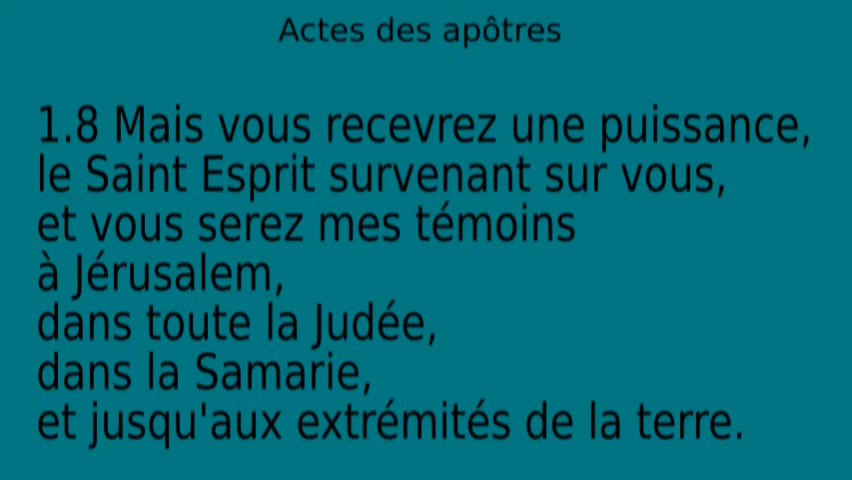 Actes des apôtres
1.8 Mais vous recevrez une puissance,
le Saint Esprit survenant sur vous,
et vous serez mes témoins
à Jérusalem,
dans toute la Judée,
dans la Samarie,
et jusqu'aux extrémités de la terre.